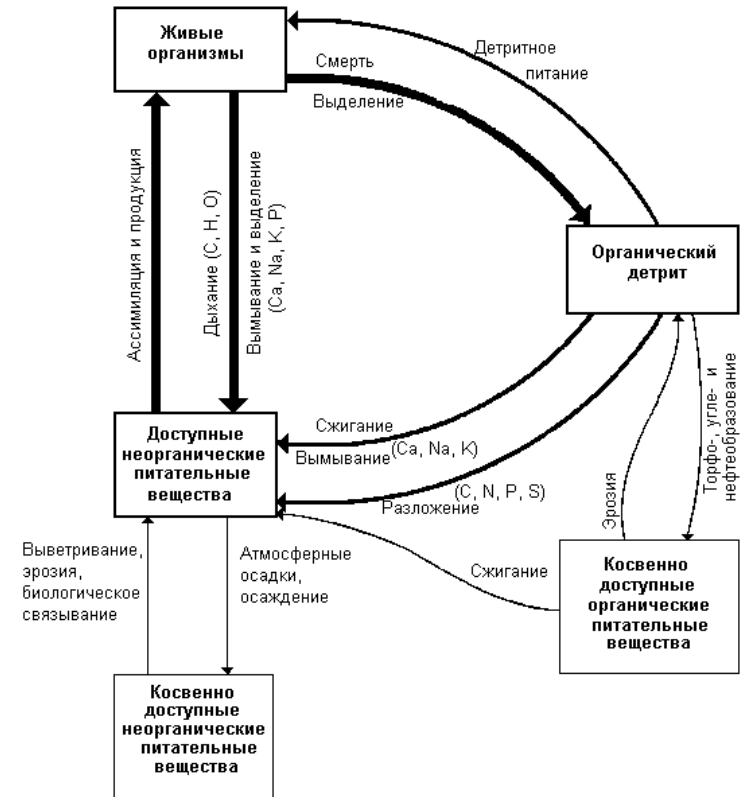 Живые
организмы
Детритное
питание
Смерть
Выделение
Ассимиляция и продукция
Дыхание (C, H, O)
Вымывание и выделение
(Ca, Na, K, P)
Органический
детрит
Сжигание
Вымывание (Ca, Na, K)
(C, N, P, S)
Разложение
Эрозия
Торфо-, угле- и
нефтеобразование
Доступные
неорганические
питательные
вещества
Выветривание,
эрозия,
биологическое
связывание
Атмосферные
осадки,
осаждение
Сжигание
Косвенно
доступные
органические
питательные
вещества
Косвенно
доступные
неорганические
питательные
вещества